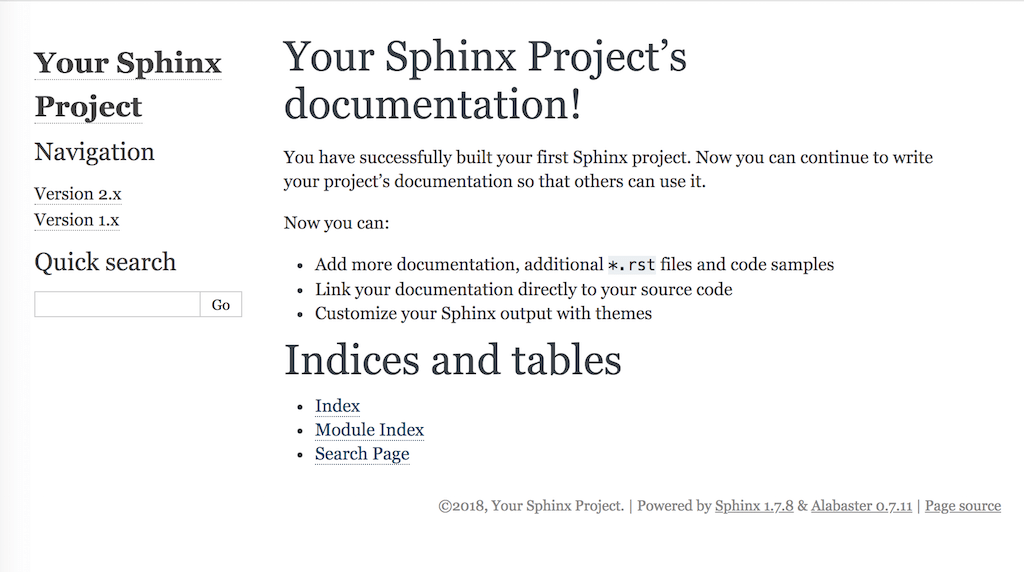 Your Sphinx
Project
Navigation
Version 2.x
Version 1.x
Quick search
Go
Your Sphinx Project’s
documentation!
You have successfully built your first Sphinx project. Now you can continue to write
your project’s documentation so that others can use it.
Now you can:
• Add more documentation, additional *.rst files and code samples
• Link your documentation directly to your source code
• Customize your Sphinx output with themes
Indices and tables
• Index
• Module Index
• Search Page
©2018, Your Sphinx Project. | Powered by Sphinx 1.7.8 & Alabaster 0.7.11 | Page source